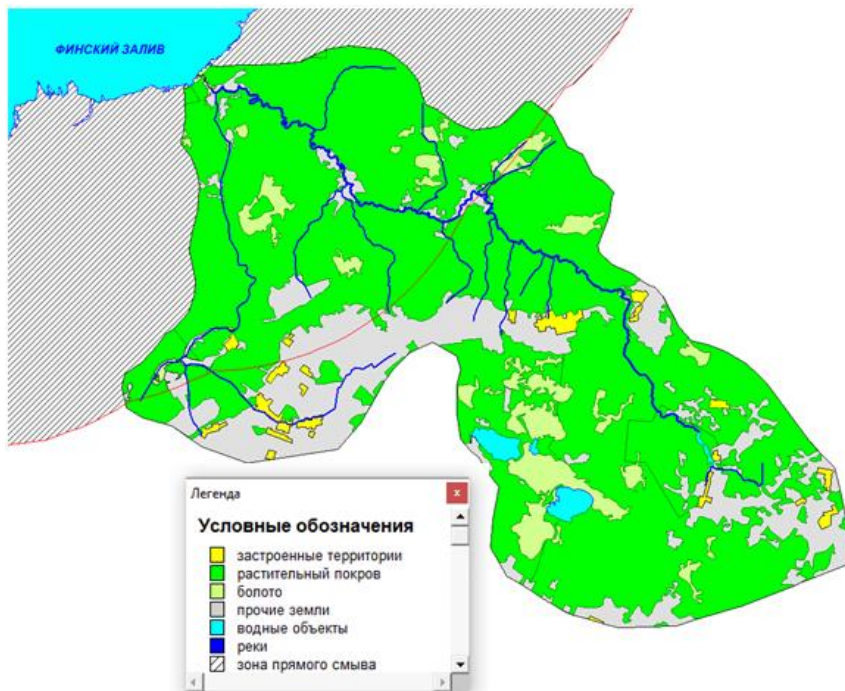 ФИНСКИЙ ЗАЛИВ
Легенда
x
Условные обозначения
застроенные территории
растительный покров
болото
прочие земли
водные объекты
реки
зона прямого смыва